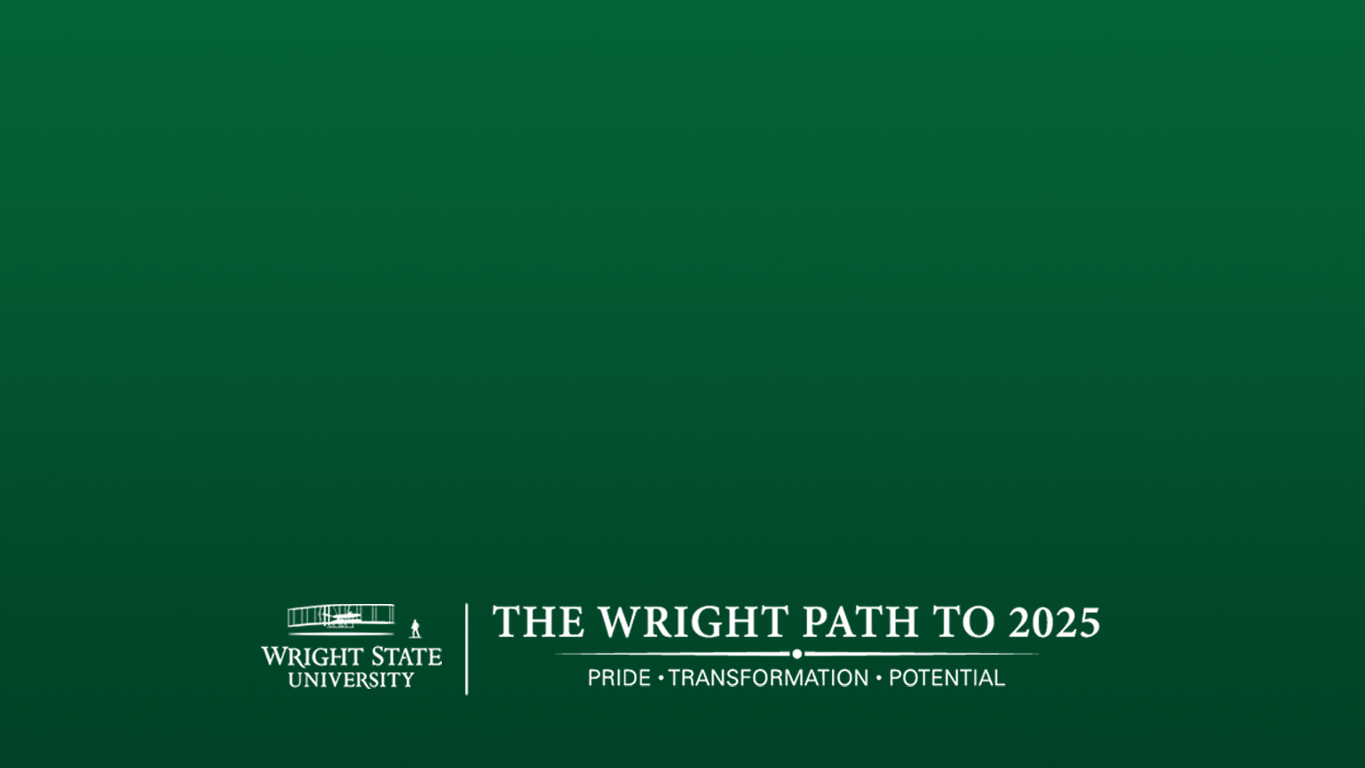 WRIGHT STATE
UNIVERSITY
THE WRIGHT PATH TO 2025
PRIDE • TRANSFORMATION • POTENTIAL